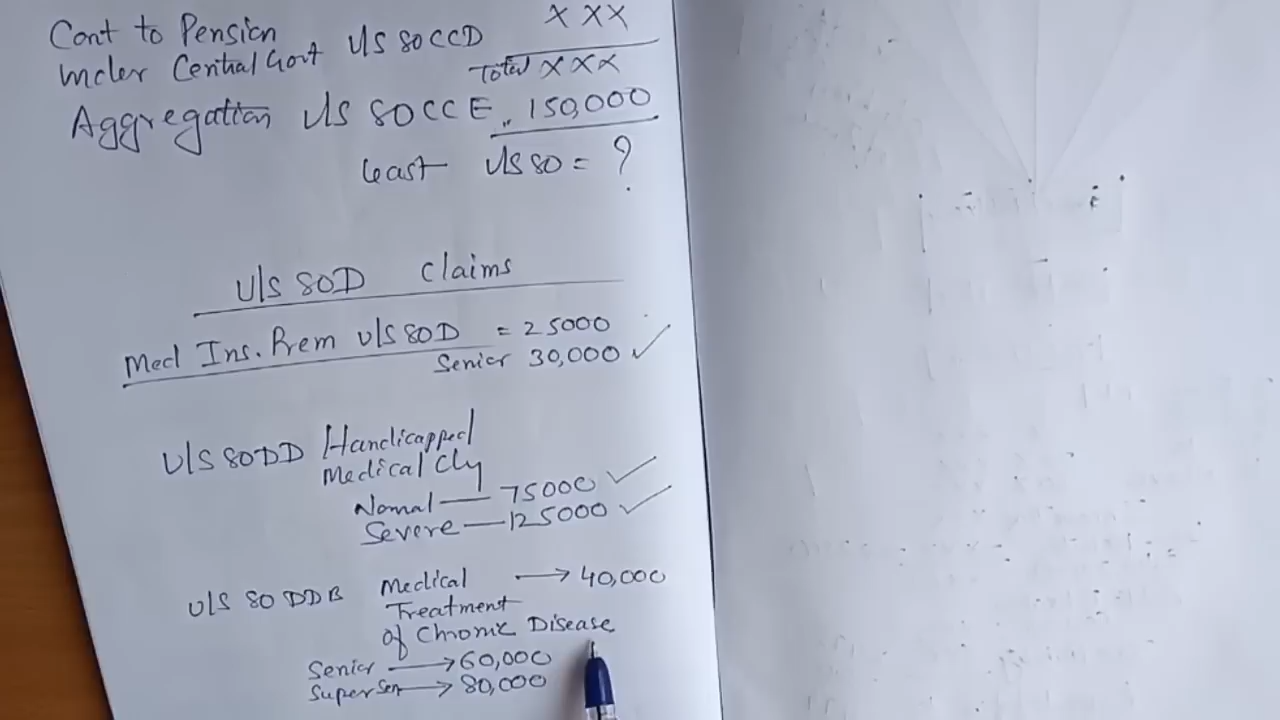 Cont to Pension
under Central Govt U/S 80CCD XXX
Total XXX
Aggregation U/S 80CCE 150,000
least U/S 80 = ?
U/S 80D Claims
Med Ins. Prem U/S 80D = 25000
Senior 30,000 ✓
U/S 80DD Handicapped
Medical
Normal — 75000 ✓
Severe — 125000 ✓
U/S 80 DDB Medical → 40,000
Treatment
of Chronic Disease
Senior → 60,000
Super Sen → 80,000